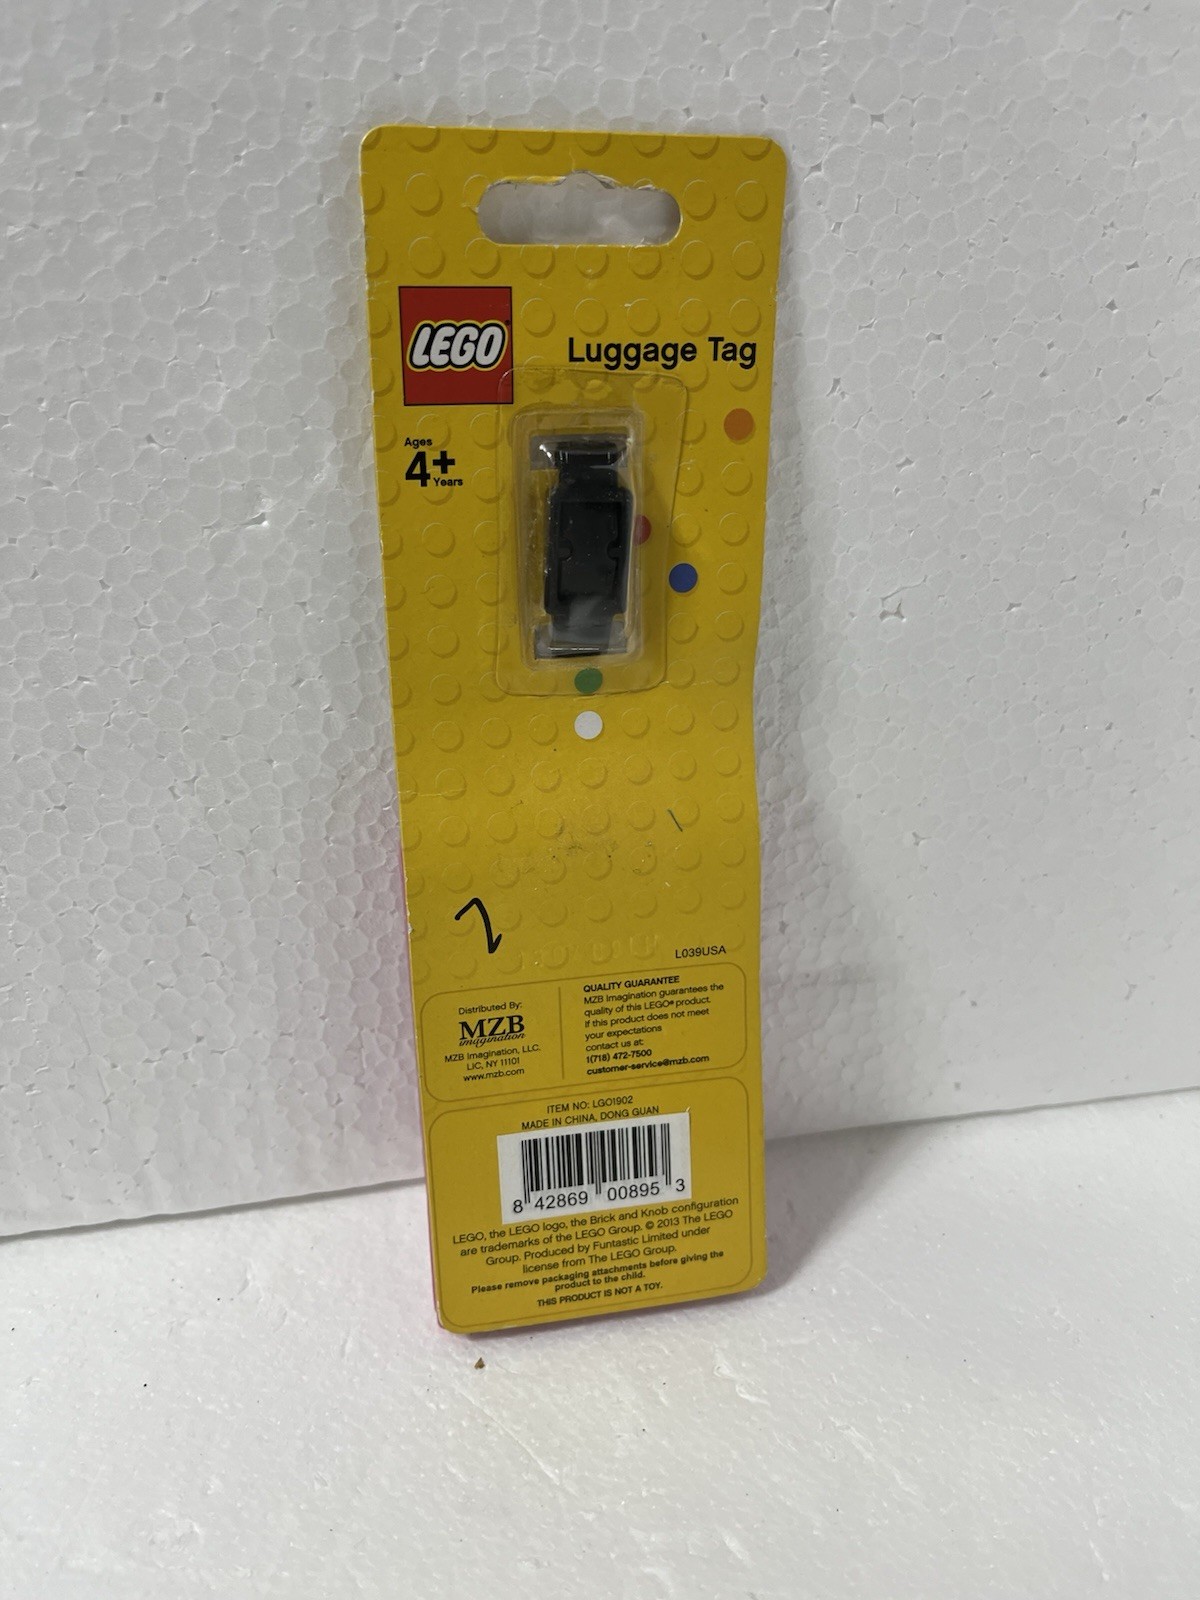 LEGO®
Luggage Tag
Ages
4+
Years
2
L039USA
Distributed By:
MZB
imagination
MZB Imagination, LLC.
LIC, NY 11101
www.mzb.com
QUALITY GUARANTEE
MZB Imagination guarantees the
quality of this LEGO® product.
If this product does not meet
your expectations
contact us at:
1(718) 472-7500
customer-service@mzb.com
ITEM NO: LGO1902
MADE IN CHINA, DONG GUAN
8 42869 00895 3
LEGO, the LEGO logo, the Brick and Knob configuration
are trademarks of the LEGO Group. © 2013 The LEGO
Group. Produced by Funtastic Limited under
license from The LEGO Group.
Please remove packaging attachments before giving the
product to the child.
THIS PRODUCT IS NOT A TOY.